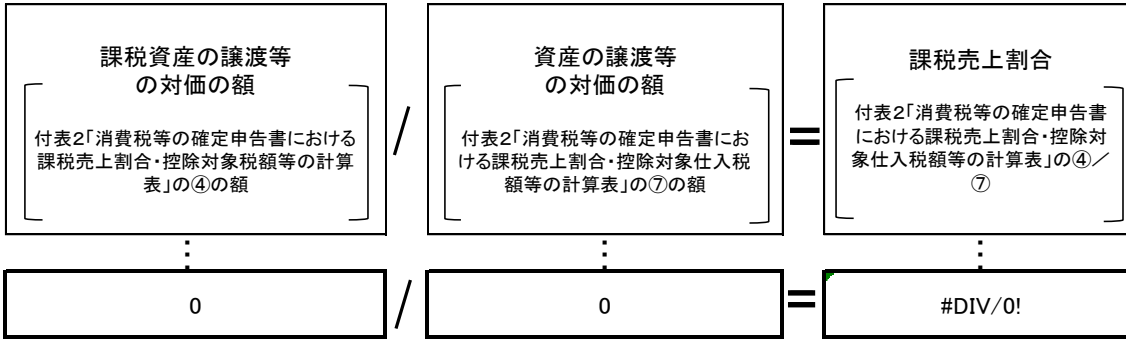 課税資産の譲渡等
の対価の額
付表2「消費税等の確定申告書における
課税売上割合・控除対象税額等の計算
表」の④の額
/
資産の譲渡等
の対価の額
付表2「消費税等の確定申告書にお
ける課税売上割合・控除対象仕入税
額等の計算表」の⑦の額
=
課税売上割合
付表2「消費税等の確定申告書
における課税売上割合・控除対
象仕入税額等の計算表」の④/
⑦
0
/
0
=
#DIV/0!